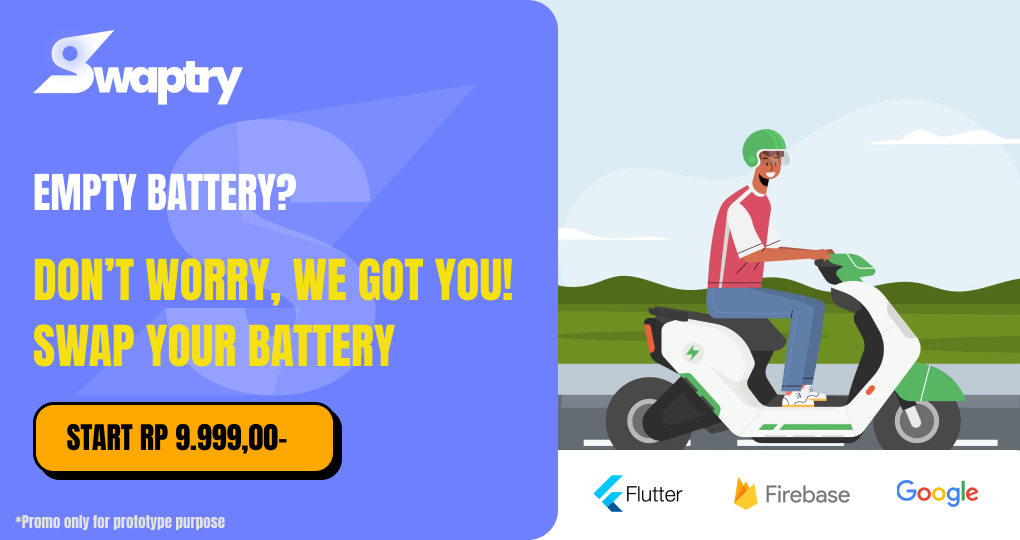 Swaptry
EMPTY BATTERY?
DON'T WORRY, WE GOT YOU!
SWAP YOUR BATTERY
START RP 9.999,00-
*Promo only for prototype purpose
Flutter
Firebase
Google